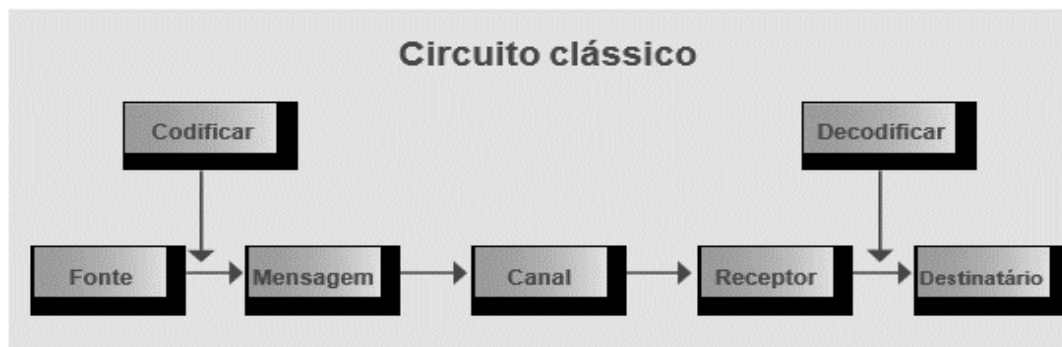 Circuito clássico
Codificar Decodificar
Fonte Mensagem Canal Receptor Destinatário